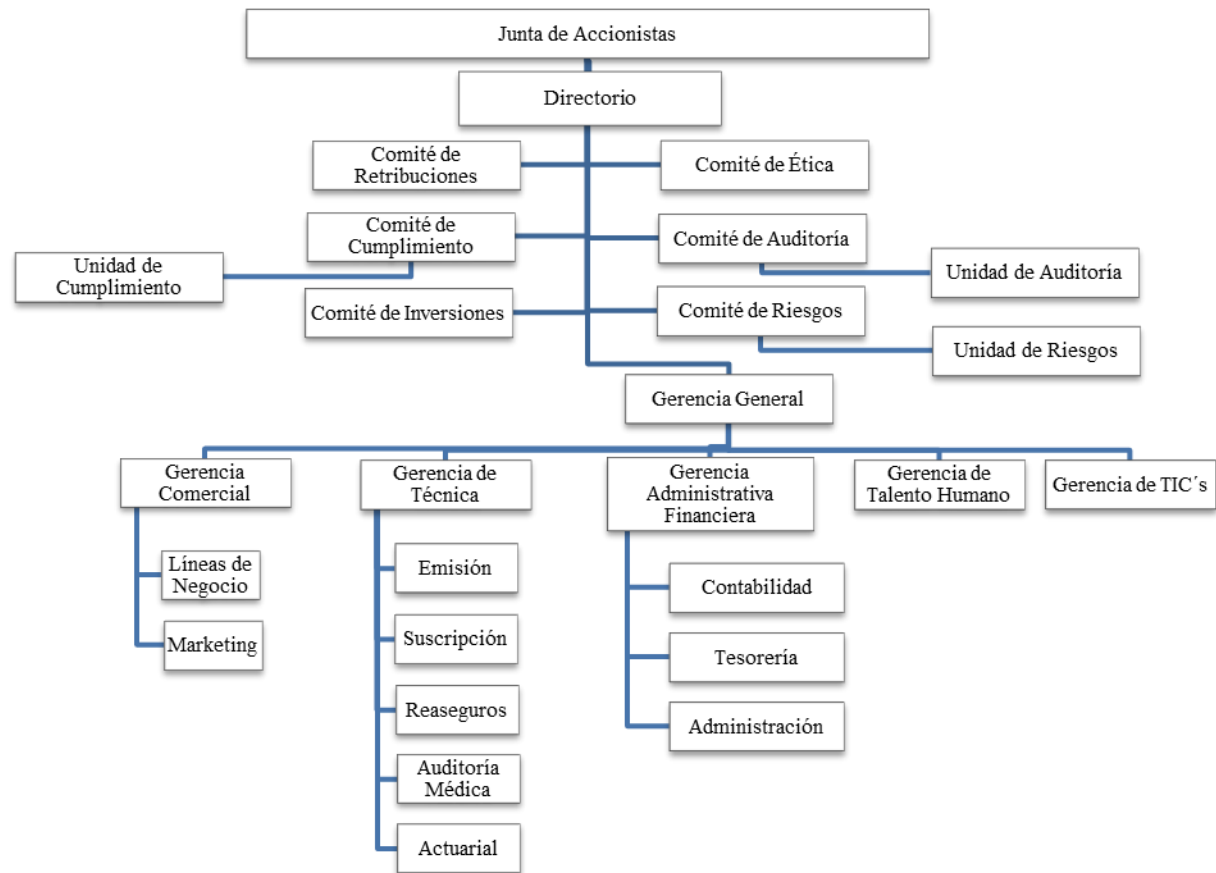 Junta de Accionistas
Directorio
Comité de
Retribuciones
Comité de Ética
Comité de
Cumplimiento
Comité de Auditoría
Unidad de
Cumplimiento
Unidad de Auditoría
Comité de Inversiones
Comité de Riesgos
Unidad de Riesgos
Gerencia General
Gerencia
Comercial
Gerencia de
Técnica
Gerencia
Administrativa
Financiera
Gerencia de
Talento Humano
Gerencia de TIC´s
Líneas de
Negocio
Marketing
Emisión
Suscripción
Reaseguros
Auditoría
Médica
Actuarial
Contabilidad
Tesorería
Administración